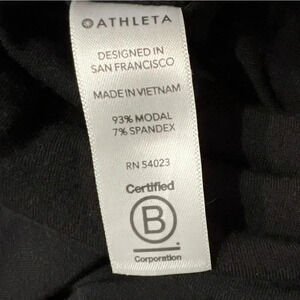 ATHLETA
DESIGNED IN
SAN FRANCISCO
MADE IN VIETNAM
93% MODAL
7% SPANDEX
RN 54023
Certified
B
Corporation